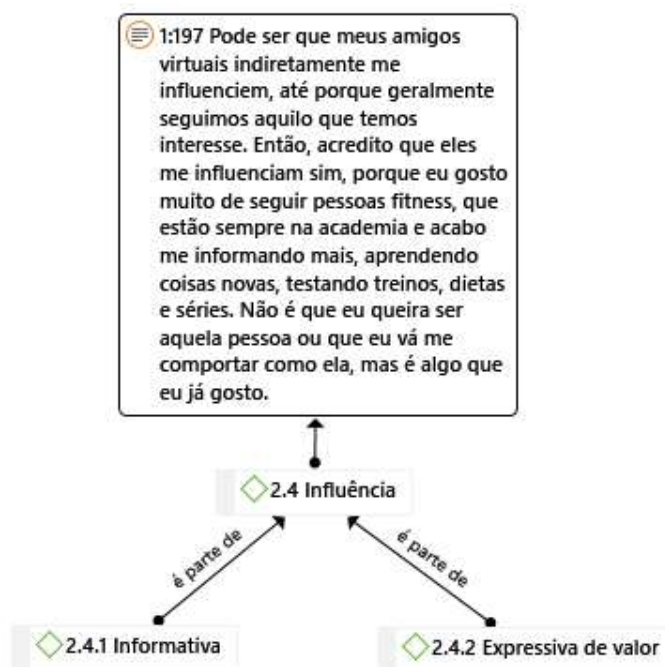 1:197 Pode ser que meus amigos
virtuais indiretamente me
influenciem, até porque geralmente
seguimos aquilo que temos
interesse. Então, acredito que eles
me influenciam sim, porque eu gosto
muito de seguir pessoas fitness, que
estão sempre na academia e acabo
me informando mais, aprendendo
coisas novas, testando treinos, dietas
e séries. Não é que eu queira ser
aquela pessoa ou que eu vá me
comportar como ela, mas é algo que
eu já gosto.
2.4 Influência
é parte de
é parte de
2.4.1 Informativa
2.4.2 Expressiva de valor